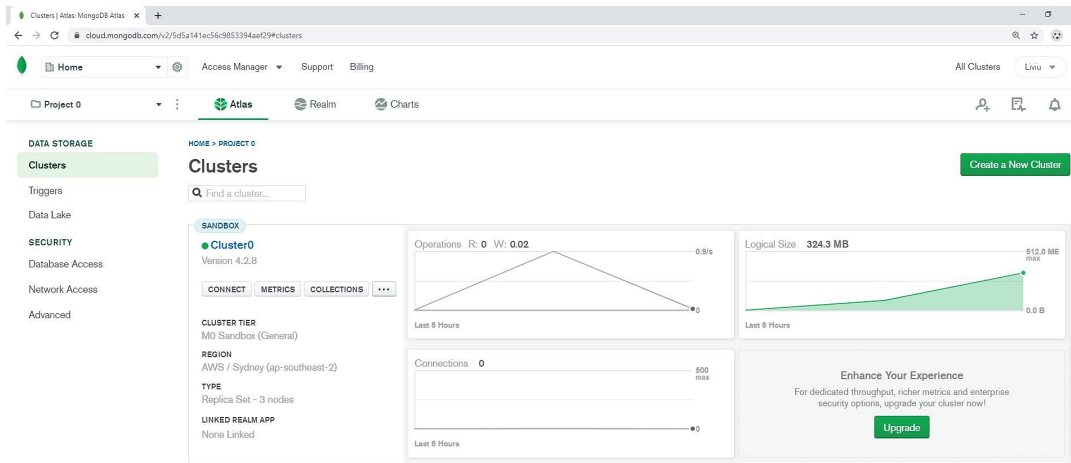 Clusters | Atlas: MongoDB Atlas
cloud.mongodb.com/v2/5d5a141ec56c9853394aef29#clusters
Home Access Manager Support Billing All Clusters Liviu
Project 0 Atlas Realm Charts
DATA STORAGE
Clusters
Triggers
Data Lake
SECURITY
Database Access
Network Access
Advanced
HOME > PROJECT 0
Clusters
Create a New Cluster
Find a cluster...
SANDBOX
Cluster0
Version 4.2.8
CONNECT METRICS COLLECTIONS ...
CLUSTER TIER
M0 Sandbox (General)
REGION
AWS / Sydney (ap-southeast-2)
TYPE
Replica Set - 3 nodes
LINKED REALM APP
None Linked
Operations R: 0 W: 0.02
0.9/s
0
Last 6 Hours
Logical Size 324.3 MB
512.0 MB
max
0.0 B
Last 6 Hours
Connections 0
500
max
0
Last 6 Hours
Enhance Your Experience
For dedicated throughput, richer metrics and enterprise
security options, upgrade your cluster now!
Upgrade